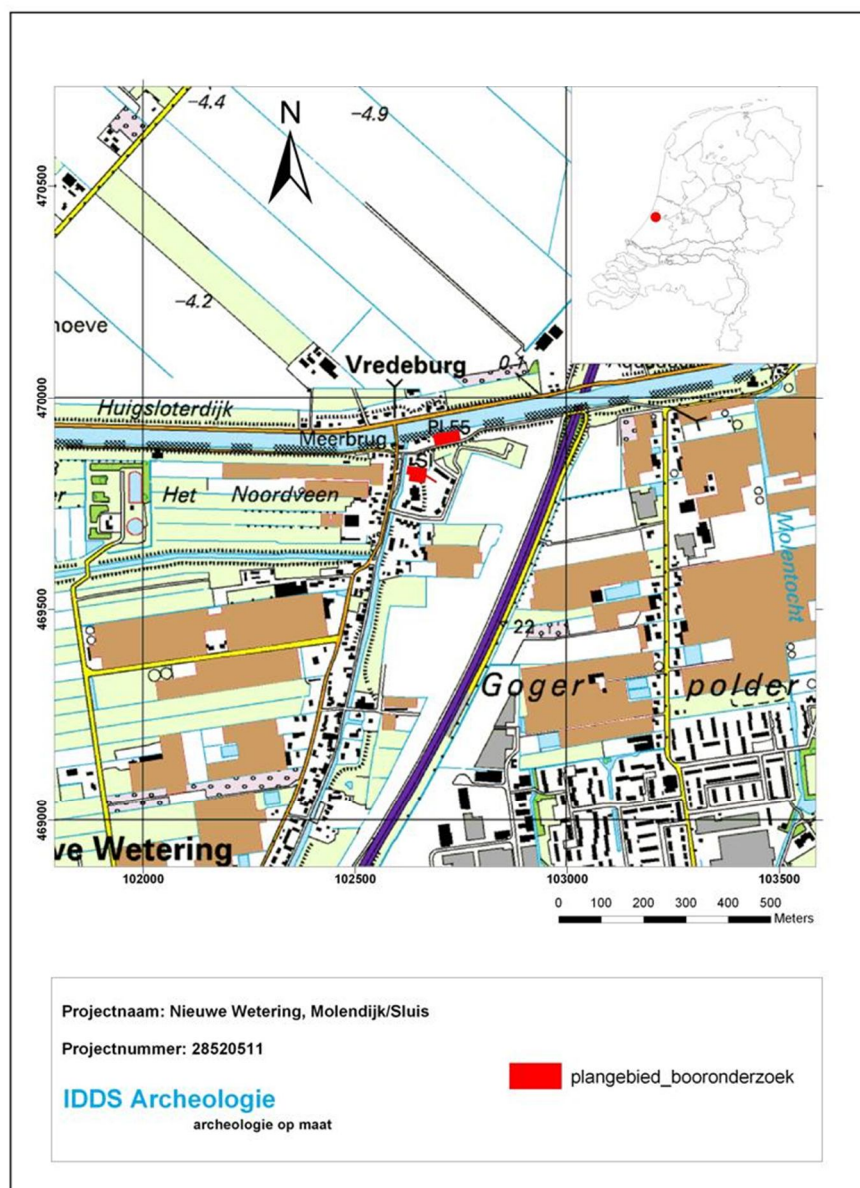 -4.4
-4.9
N
470500
-4.2
hoeve
0.1
Vredeburg
470000
Huigsloterdijk
PL55
Meerbrug
SL
Het Noordveen
Molentocht
469500
22
Goger polder
469000
we Wetering
102000 102500 103000 103500
0 100 200 300 400 500
Meters
Projectnaam: Nieuwe Wetering, Molendijk/Sluis
Projectnummer: 28520511
plangebied_booronderzoek
IDDS Archeologie
archeologie op maat